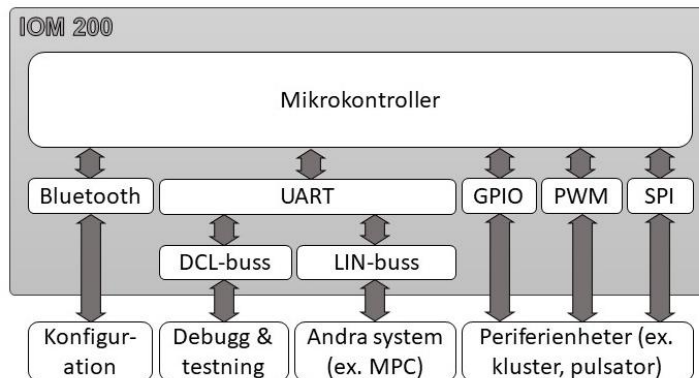 IOM 200
Mikrokontroller
Bluetooth
UART
GPIO
PWM
SPI
DCL-buss
LIN-buss
Konfigur-
ation
Debugg &
testning
Andra system
(ex. MPC)
Periferienheter (ex.
kluster, pulsator)